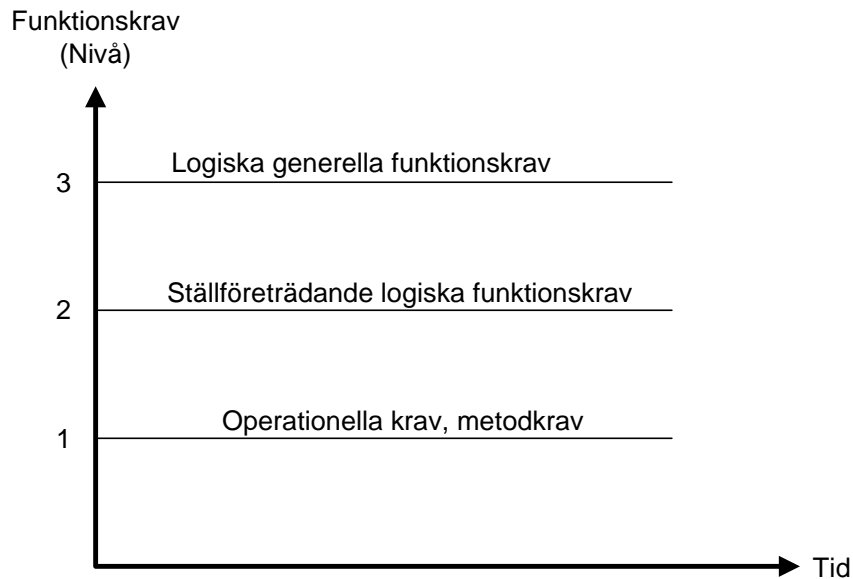 Funktionskrav
(Nivå)
Logiska generella funktionskrav
3
Ställföreträdande logiska funktionskrav
2
Operationella krav, metodkrav
1
Tid